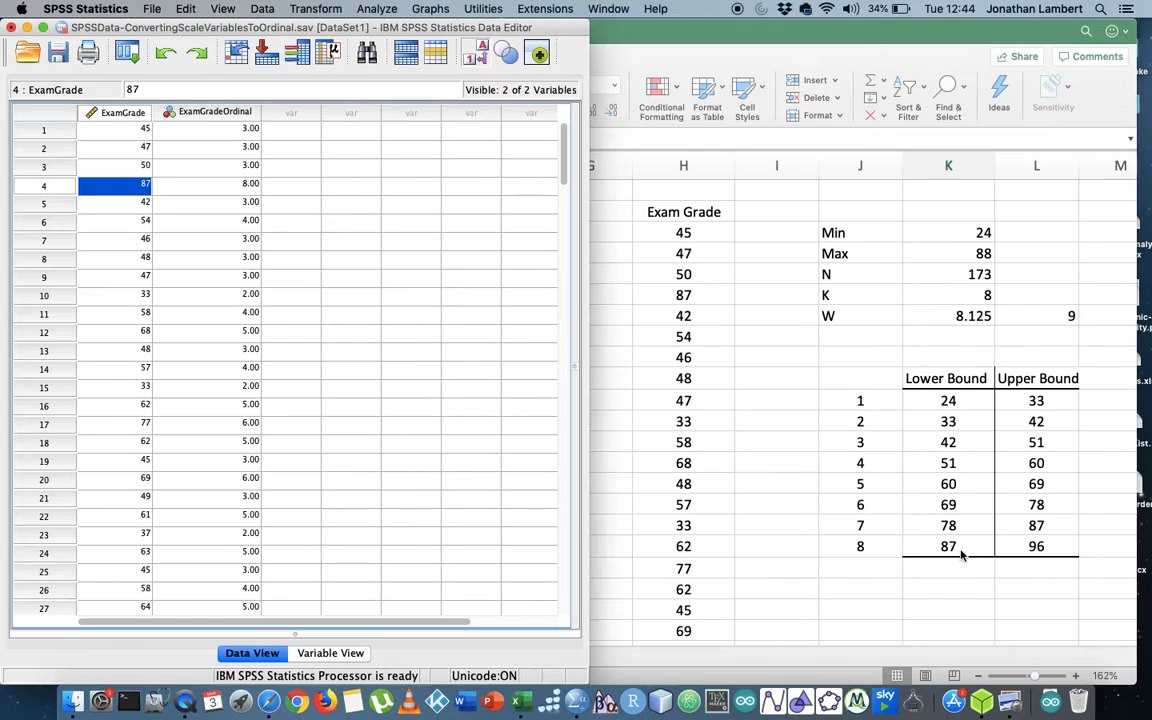 SPSS Statistics File Edit View Data Transform Analyze Graphs Utilities Extensions Window Help 34% Tue 12:44 Jonathan Lambert
SPSSData-ConvertingScaleVariablesToOrdinal.sav [DataSet1] - IBM SPSS Statistics Data Editor
4 : ExamGrade 87 Visible: 2 of 2 Variables
ExamGrade ExamGradeOrdinal var var var var var
1 45 3.00
2 47 3.00
3 50 3.00
4 87 8.00
5 42 3.00
6 54 4.00
7 46 3.00
8 48 3.00
9 47 3.00
10 33 2.00
11 58 4.00
12 68 5.00
13 48 3.00
14 57 4.00
15 33 2.00
16 62 5.00
17 77 6.00
18 62 5.00
19 45 3.00
20 69 6.00
21 49 3.00
22 61 5.00
23 37 2.00
24 63 5.00
25 45 3.00
26 58 4.00
27 64 5.00
Data View Variable View
IBM SPSS Statistics Processor is ready Unicode:ON
Share Comments
Conditional Formatting
Format as Table
Cell Styles
Insert
Delete
Format
Sort & Filter
Find & Select
Ideas
Sensitivity
H I J K L M
Exam Grade
45 Min 24
47 Max 88
50 N 173
87 K 8
42 W 8.125 9
54
46
48 Lower Bound Upper Bound
47 1 24 33
33 2 33 42
58 3 42 51
68 4 51 60
48 5 60 69
57 6 69 78
33 7 78 87
62 8 87 96
77
62
45
69
162%